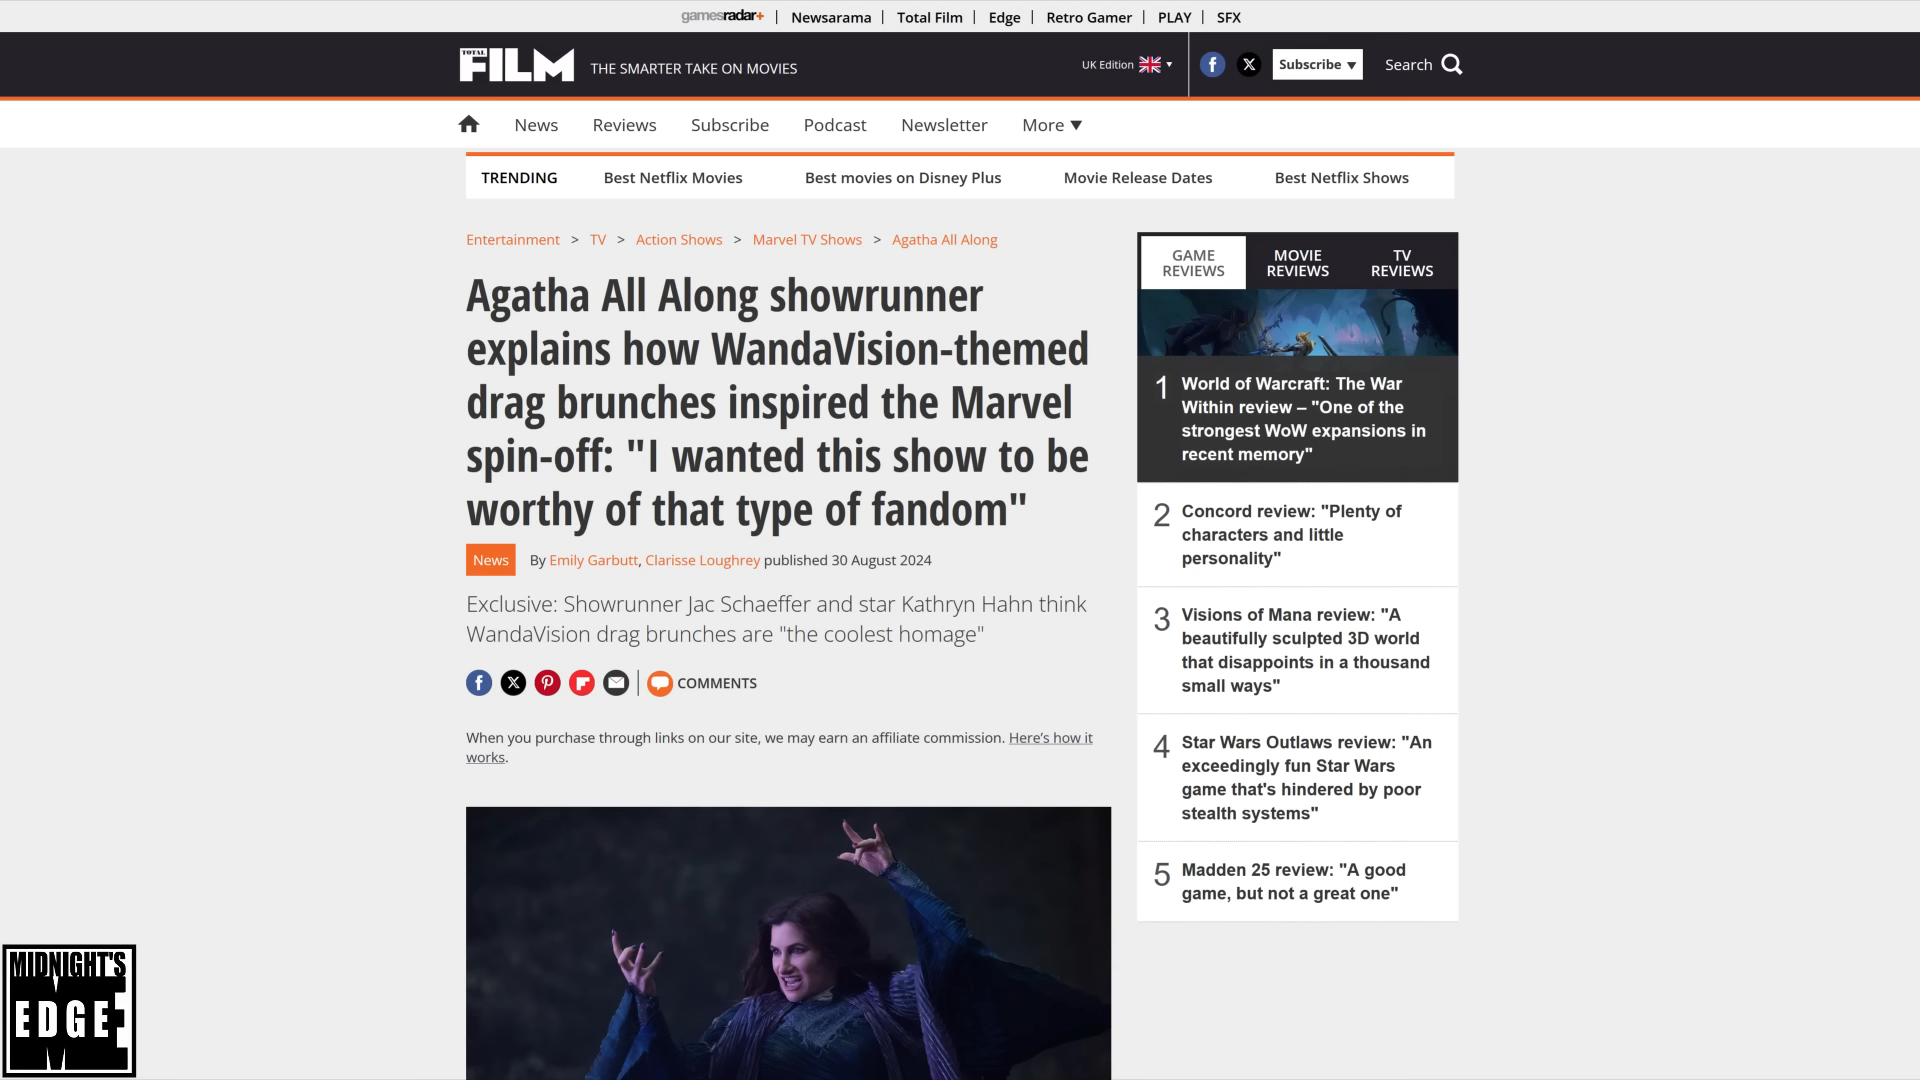 gamesradar+
Newsarama
Total Film
Edge
Retro Gamer
PLAY
SFX
TOTAL
FILM
THE SMARTER TAKE ON MOVIES
UK Edition
Subscribe ▼
Search
News
Reviews
Subscribe
Podcast
Newsletter
More ▼
TRENDING
Best Netflix Movies
Best movies on Disney Plus
Movie Release Dates
Best Netflix Shows
Entertainment > TV > Action Shows > Marvel TV Shows > Agatha All Along
Agatha All Along showrunner
explains how WandaVision-themed
drag brunches inspired the Marvel
spin-off: "I wanted this show to be
worthy of that type of fandom"
News
By Emily Garbutt, Clarisse Loughrey published 30 August 2024
Exclusive: Showrunner Jac Schaeffer and star Kathryn Hahn think
WandaVision drag brunches are "the coolest homage"
COMMENTS
When you purchase through links on our site, we may earn an affiliate commission. Here’s how it
works.
GAME
REVIEWS
MOVIE
REVIEWS
TV
REVIEWS
1 World of Warcraft: The War
Within review – "One of the
strongest WoW expansions in
recent memory"
2 Concord review: "Plenty of
characters and little
personality"
3 Visions of Mana review: "A
beautifully sculpted 3D world
that disappoints in a thousand
small ways"
4 Star Wars Outlaws review: "An
exceedingly fun Star Wars
game that's hindered by poor
stealth systems"
5 Madden 25 review: "A good
game, but not a great one"
MIDNIGHT'S
EDGE